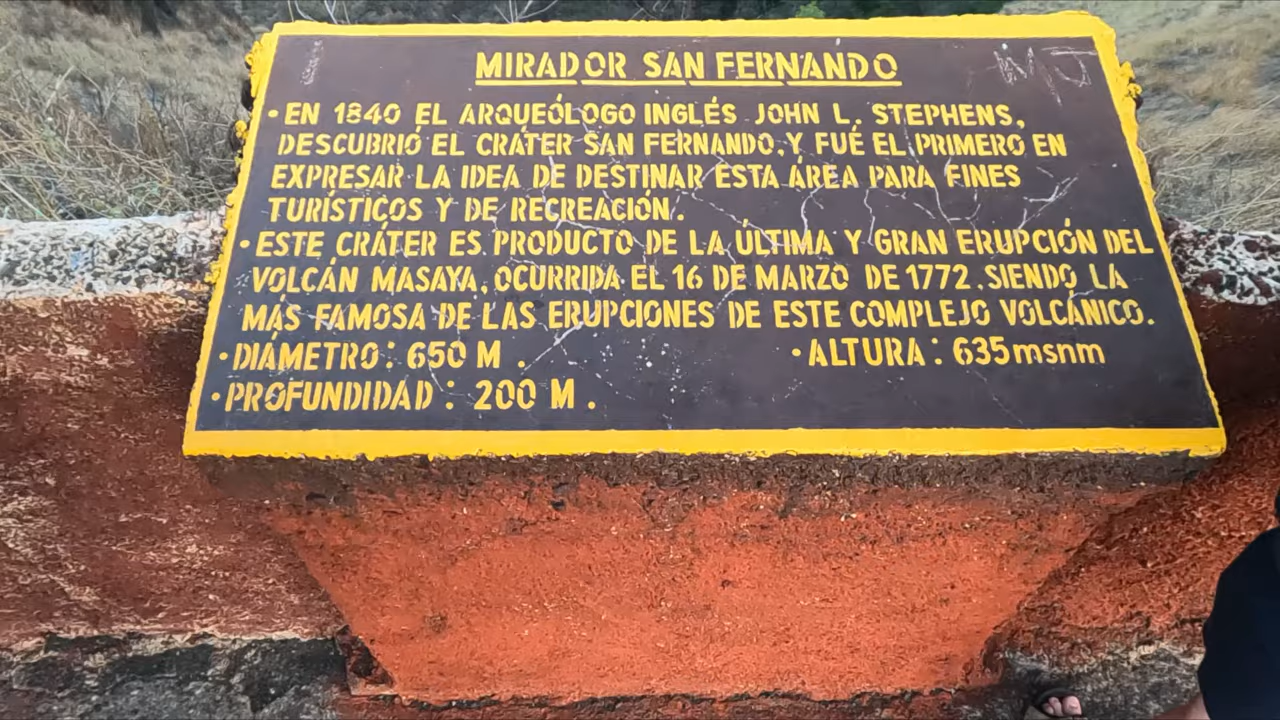 MIRADOR SAN FERNANDO
MJ
• EN 1840 EL ARQUEÓLOGO INGLÉS JOHN L. STEPHENS,
DESCUBRIÓ EL CRÁTER SAN FERNANDO, Y FUÉ EL PRIMERO EN
EXPRESAR LA IDEA DE DESTINAR ESTA ÁREA PARA FINES
TURÍSTICOS Y DE RECREACIÓN.
• ESTE CRÁTER ES PRODUCTO DE LA ÚLTIMA Y GRAN ERUPCIÓN DEL
VOLCÁN MASAYA, OCURRIDA EL 16 DE MARZO DE 1772, SIENDO LA
MÁS FAMOSA DE LAS ERUPCIONES DE ESTE COMPLEJO VOLCÁNICO.
• DIÁMETRO: 650 M. • ALTURA: 635msnm
• PROFUNDIDAD: 200 M.